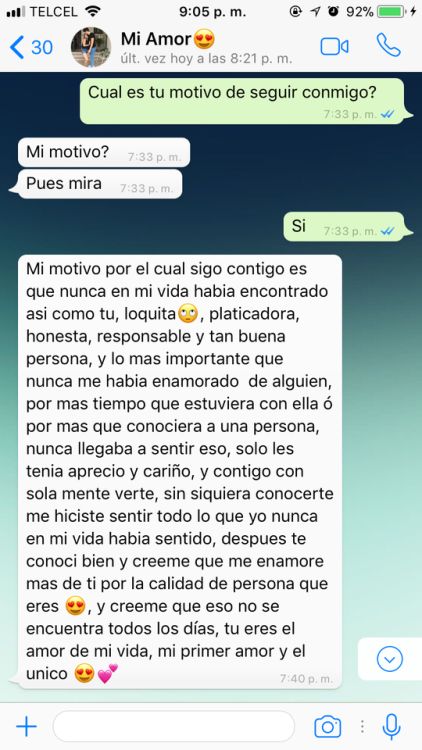 TELCEL 9:05 p. m. 92%
30 Mi Amor😍
últ. vez hoy a las 8:21 p. m.
Cual es tu motivo de seguir conmigo?
7:33 p. m.
Mi motivo? 7:33 p. m.
Pues mira 7:33 p. m.
Si 7:33 p. m.
Mi motivo por el cual sigo contigo es
que nunca en mi vida habia encontrado
asi como tu, loquita🙄, platicadora,
honesta, responsable y tan buena
persona, y lo mas importante que
nunca me habia enamorado de alguien,
por mas tiempo que estuviera con ella ó
por mas que conociera a una persona,
nunca llegaba a sentir eso, solo les
tenia aprecio y cariño, y contigo con
sola mente verte, sin siquiera conocerte
me hiciste sentir todo lo que yo nunca
en mi vida habia sentido, despues te
conoci bien y creeme que me enamore
mas de ti por la calidad de persona que
eres 😍, y creeme que eso no se
encuentra todos los días, tu eres el
amor de mi vida, mi primer amor y el
unico 😍💕
7:40 p. m.